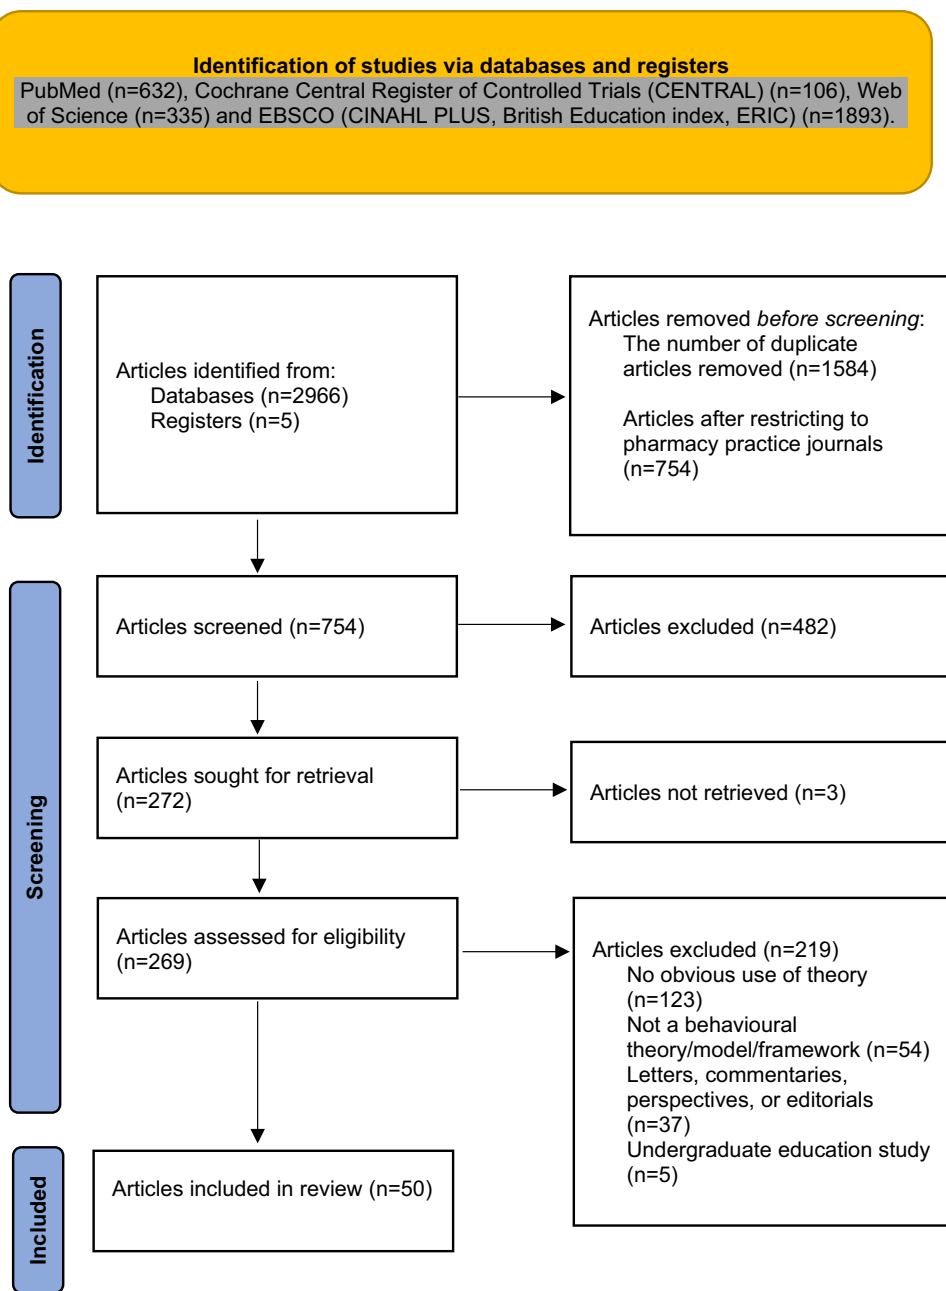 Identification of studies via databases and registers
PubMed (n=632), Cochrane Central Register of Controlled Trials (CENTRAL) (n=106), Web
of Science (n=335) and EBSCO (CINAHL PLUS, British Education index, ERIC) (n=1893).
Identification
Articles identified from:
Databases (n=2966)
Registers (n=5)
Articles removed before screening:
The number of duplicate
articles removed (n=1584)
Articles after restricting to
pharmacy practice journals
(n=754)
Screening
Articles screened (n=754)
Articles excluded (n=482)
Articles sought for retrieval
(n=272)
Articles not retrieved (n=3)
Articles assessed for eligibility
(n=269)
Articles excluded (n=219)
No obvious use of theory
(n=123)
Not a behavioural
theory/model/framework (n=54)
Letters, commentaries,
perspectives, or editorials
(n=37)
Undergraduate education study
(n=5)
Included
Articles included in review (n=50)